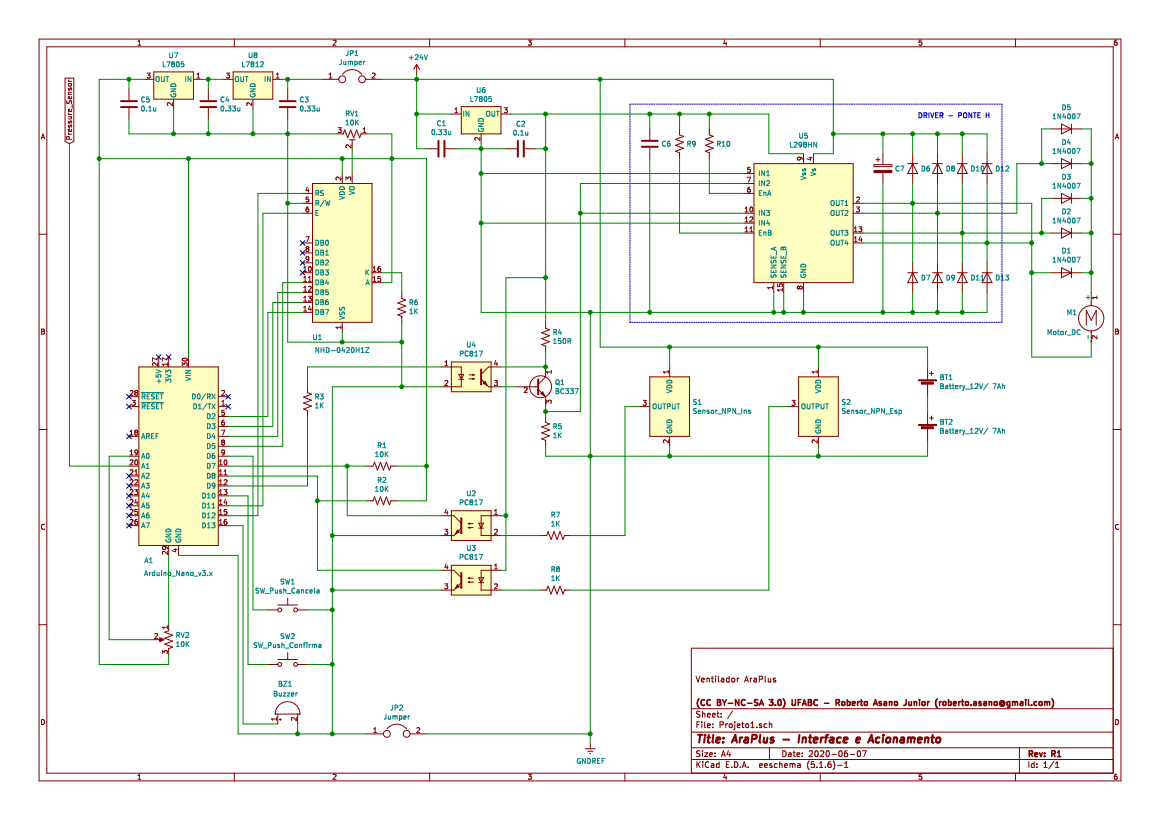 1 2 3 4 5 6
A
B
C
D
U7
L7805
3 OUT IN 1
GND
2
U8
L7812
3 OUT IN 1
GND
2
JP1
Jumper
1 2
+24V
Pressure_Sensor
C5
0.1u
C4
0.33u
C3
0.33u
RV1
10K
3 1
2
U6
L7805
1 IN OUT 3
GND
2
C1
0.33u
C2
0.1u
DRIVER - PONTE H
C6
R9
R10
U5
L298HN
9 4
Vss Vs
5 IN1
7 IN2
6 EnA
10 IN3
12 IN4
11 EnB
OUT1 2
OUT2 3
OUT3 13
OUT4 14
SENSE_A
SENSE_B
GND
1 15 8
C7
D6
D8
D10
D12
D7
D9
D11
D13
D5
1N4007
D4
1N4007
D3
1N4007
D2
1N4007
D1
1N4007
M1
Motor_DC
M
+ 1
- 2
2 3
VDD VO
4 RS
5 R/W
6 E
7 DB0
8 DB1
9 DB2
10 DB3
11 DB4
12 DB5
13 DB6
14 DB7
K 16
A 15
VSS
1
U1
NHD-0420H1Z
R6
1K
U4
PC817
1 4
2 3
R4
150R
Q1
BC337
1
2
3
R5
1K
R3
1K
27 17 30
+5V 3V3 VIN
28 RESET
3 RESET
18 AREF
19 A0
20 A1
21 A2
22 A3
23 A4
24 A5
25 A6
26 A7
D0/RX 2
D1/TX 1
D2 5
D3 6
D4 7
D5 8
D6 9
D7 10
D8 11
D9 12
D10 13
D11 14
D12 15
D13 16
GND GND
29 4
A1
Arduino_Nano_v3.x
R1
10K
R2
10K
U2
PC817
4 1
3 2
U3
PC817
4 1
3 2
R7
1K
R8
1K
1
VDD
3 OUTPUT
GND
2
S1
Sensor_NPN_Ins
1
VDD
3 OUTPUT
GND
2
S2
Sensor_NPN_Esp
BT1
Battery_12V/ 7Ah
BT2
Battery_12V/ 7Ah
SW1
SW_Push_Cancela
SW2
SW_Push_Confirma
RV2
10K
1
2
3
BZ1
Buzzer
1 2
JP2
Jumper
1 2
GNDREF
Ventilador AraPlus
(CC BY-NC-SA 3.0) UFABC - Roberto Asano Junior (roberto.asano@gmail.com)
Sheet: /
File: Projeto1.sch
Title: AraPlus - Interface e Acionamento
Size: A4 Date: 2020-06-07 Rev: R1
KiCad E.D.A. eeschema (5.1.6)-1 Id: 1/1
A
B
C
D
1 2 3 4 5 6